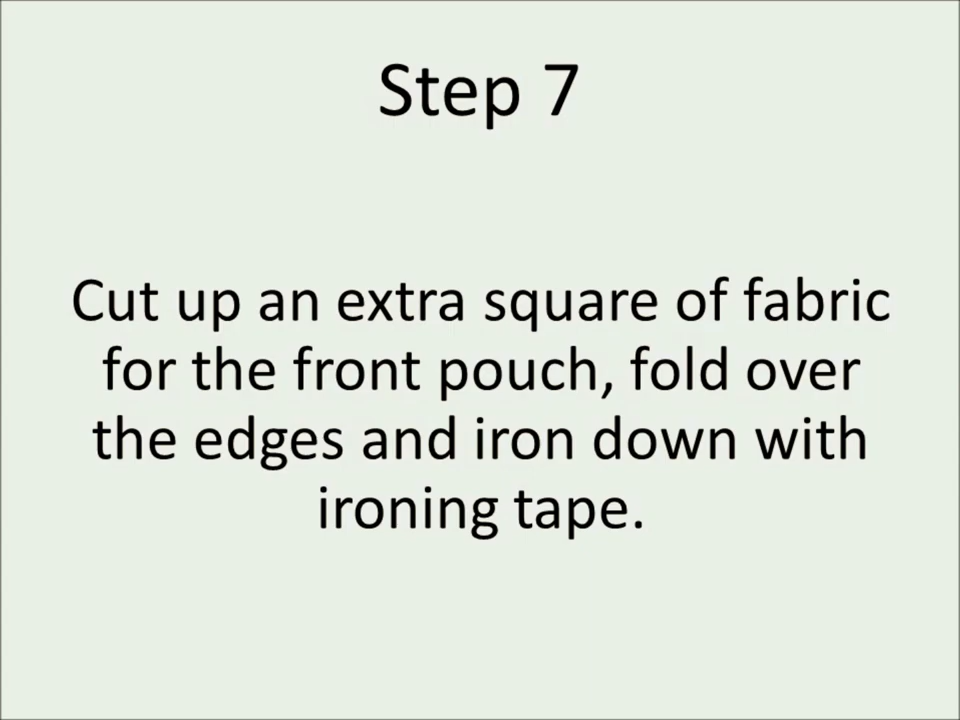 Step 7
Cut up an extra square of fabric
for the front pouch, fold over
the edges and iron down with
ironing tape.